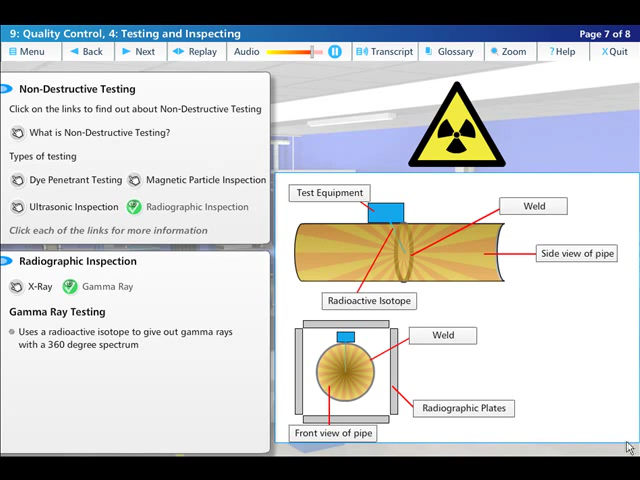 9: Quality Control, 4: Testing and Inspecting
Page 7 of 8
Menu
Back
Next
Replay
Audio
Transcript
Glossary
Zoom
? Help
X Quit
Non-Destructive Testing
Click on the links to find out about Non-Destructive Testing
What is Non-Destructive Testing?
Types of testing
Dye Penetrant Testing
Magnetic Particle Inspection
Ultrasonic Inspection
Radiographic Inspection
Click each of the links for more information
Radiographic Inspection
X-Ray
Gamma Ray
Gamma Ray Testing
Uses a radioactive isotope to give out gamma rays
with a 360 degree spectrum
Test Equipment
Weld
Side view of pipe
Radioactive Isotope
Weld
Radiographic Plates
Front view of pipe